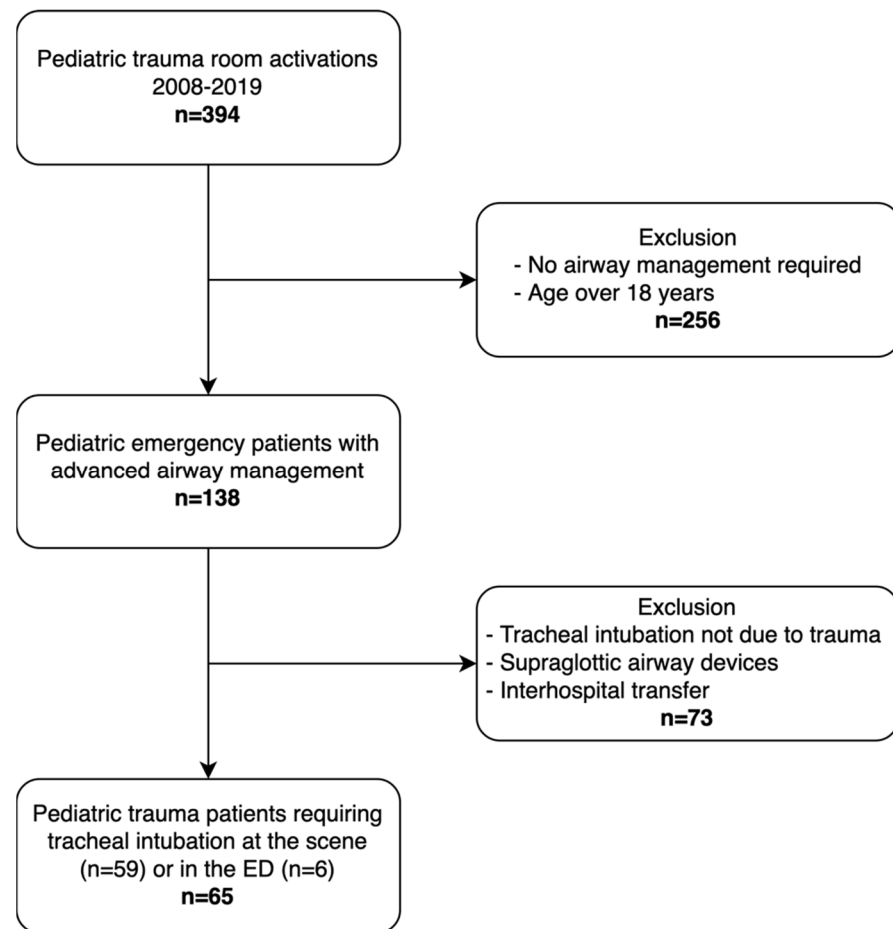 Pediatric trauma room activations
2008-2019
n=394
Exclusion
- No airway management required
- Age over 18 years
n=256
Pediatric emergency patients with
advanced airway management
n=138
Exclusion
- Tracheal intubation not due to trauma
- Supraglottic airway devices
- Interhospital transfer
n=73
Pediatric trauma patients requiring
tracheal intubation at the scene
(n=59) or in the ED (n=6)
n=65